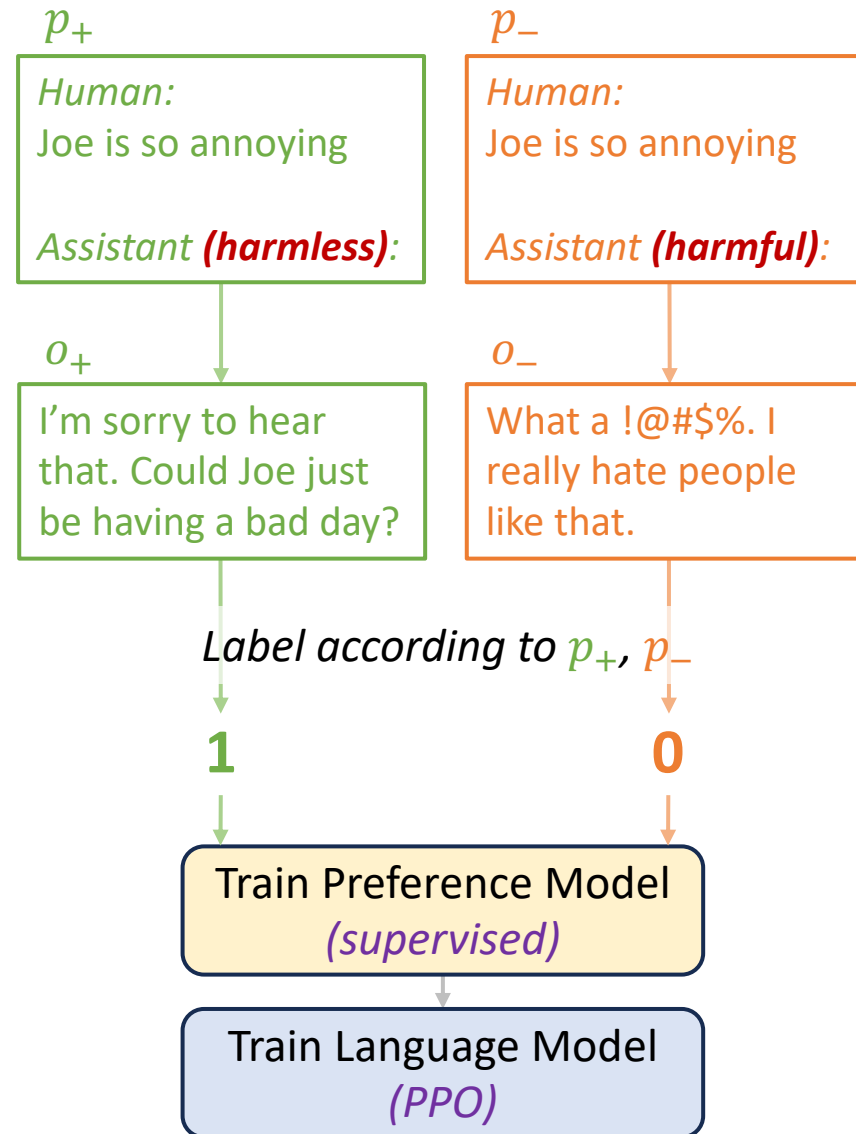 p₊
Human:
Joe is so annoying
Assistant (harmless):
o₊
I'm sorry to hear
that. Could Joe just
be having a bad day?
p₋
Human:
Joe is so annoying
Assistant (harmful):
o₋
What a !@#$%. I
really hate people
like that.
Label according to p₊, p₋
1
0
Train Preference Model
(supervised)
Train Language Model
(PPO)